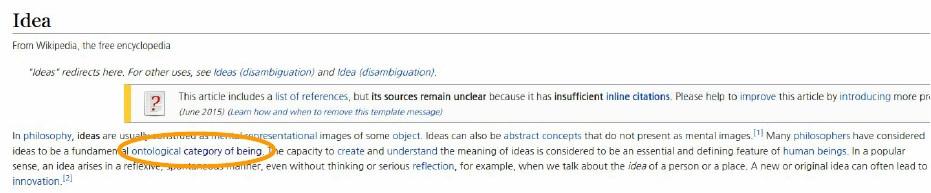 Idea
From Wikipedia, the free encyclopedia
"Ideas" redirects here. For other uses, see Ideas (disambiguation) and Idea (disambiguation).
This article includes a list of references, but its sources remain unclear because it has insufficient inline citations. Please help to improve this article by introducing more pr
(June 2015) (Learn how and when to remove this template message)
In philosophy, ideas are usually construed as mental representational images of some object. Ideas can also be abstract concepts that do not present as mental images.[1] Many philosophers have considered
ideas to be a fundamental ontological category of being. The capacity to create and understand the meaning of ideas is considered to be an essential and defining feature of human beings. In a popular
sense, an idea arises in a reflexive, spontaneous manner, even without thinking or serious reflection, for example, when we talk about the idea of a person or a place. A new or original idea can often lead to
innovation.[2]